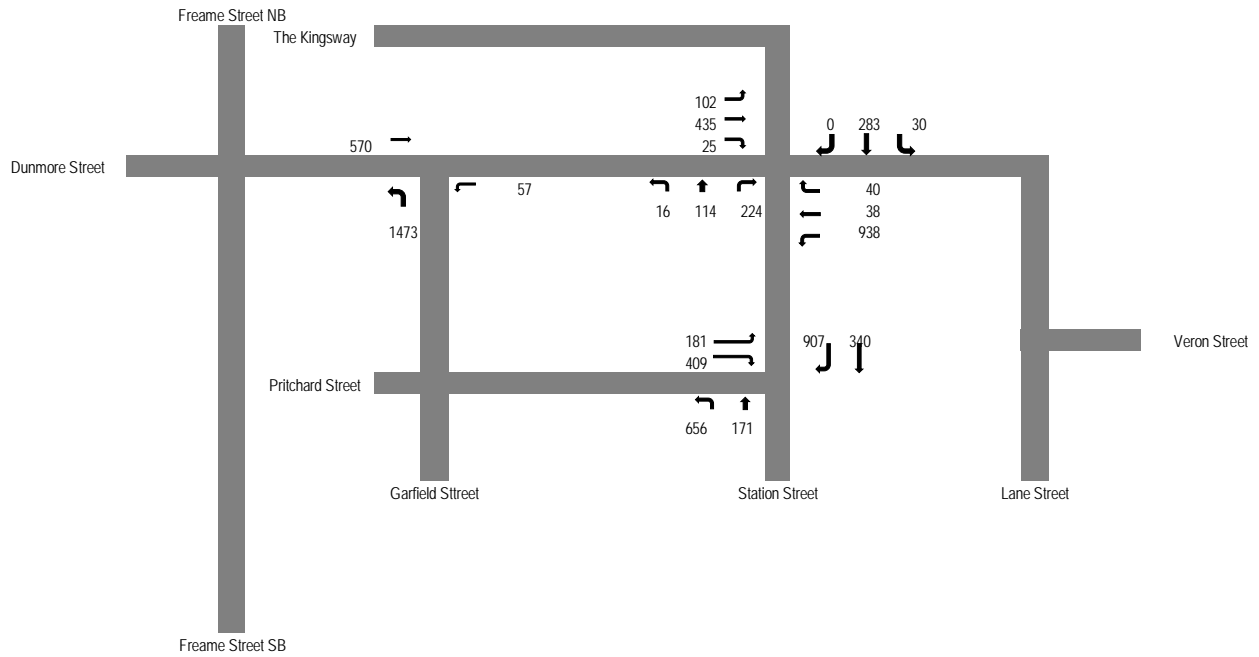 Freame Street NB
The Kingsway
102
435
25
0 283 30
570
Dunmore Street
57
40
16 114 224
38
1473
938
181
907 340
409
Veron Street
Pritchard Street
656 171
Garfield Sttreet
Station Street
Lane Street
Freame Street SB